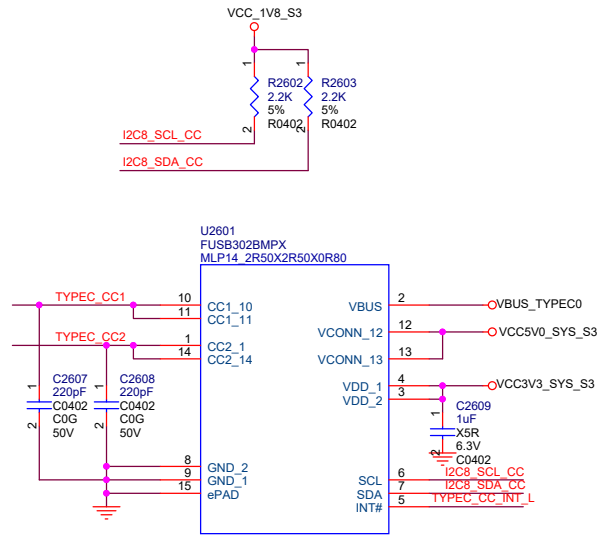 VCC_1V8_S3
1 1
R2602 R2603
2.2K 2.2K
5% 5%
R0402 R0402
2 2
I2C8_SCL_CC
I2C8_SDA_CC
U2601
FUSB302BMPX
MLP14_2R50X2R50X0R80
TYPEC_CC1 10 CC1_10 VBUS 2 VBUS_TYPEC0
11 CC1_11
VCONN_12 12 VCC5V0_SYS_S3
TYPEC_CC2 1 CC2_1
14 CC2_14 VCONN_13 13
VDD_1 4 VCC3V3_SYS_S3
VDD_2 3
1 C2607 1 C2608
220pF 220pF
C0402 C0402
2 C0G 2 C0G
50V 50V
1 C2609
1uF
X5R
2 6.3V
C0402
8 GND_2
9 GND_1 SCL 6 I2C8_SCL_CC
15 ePAD SDA 7 I2C8_SDA_CC
INT# 5 TYPEC_CC_INT_L